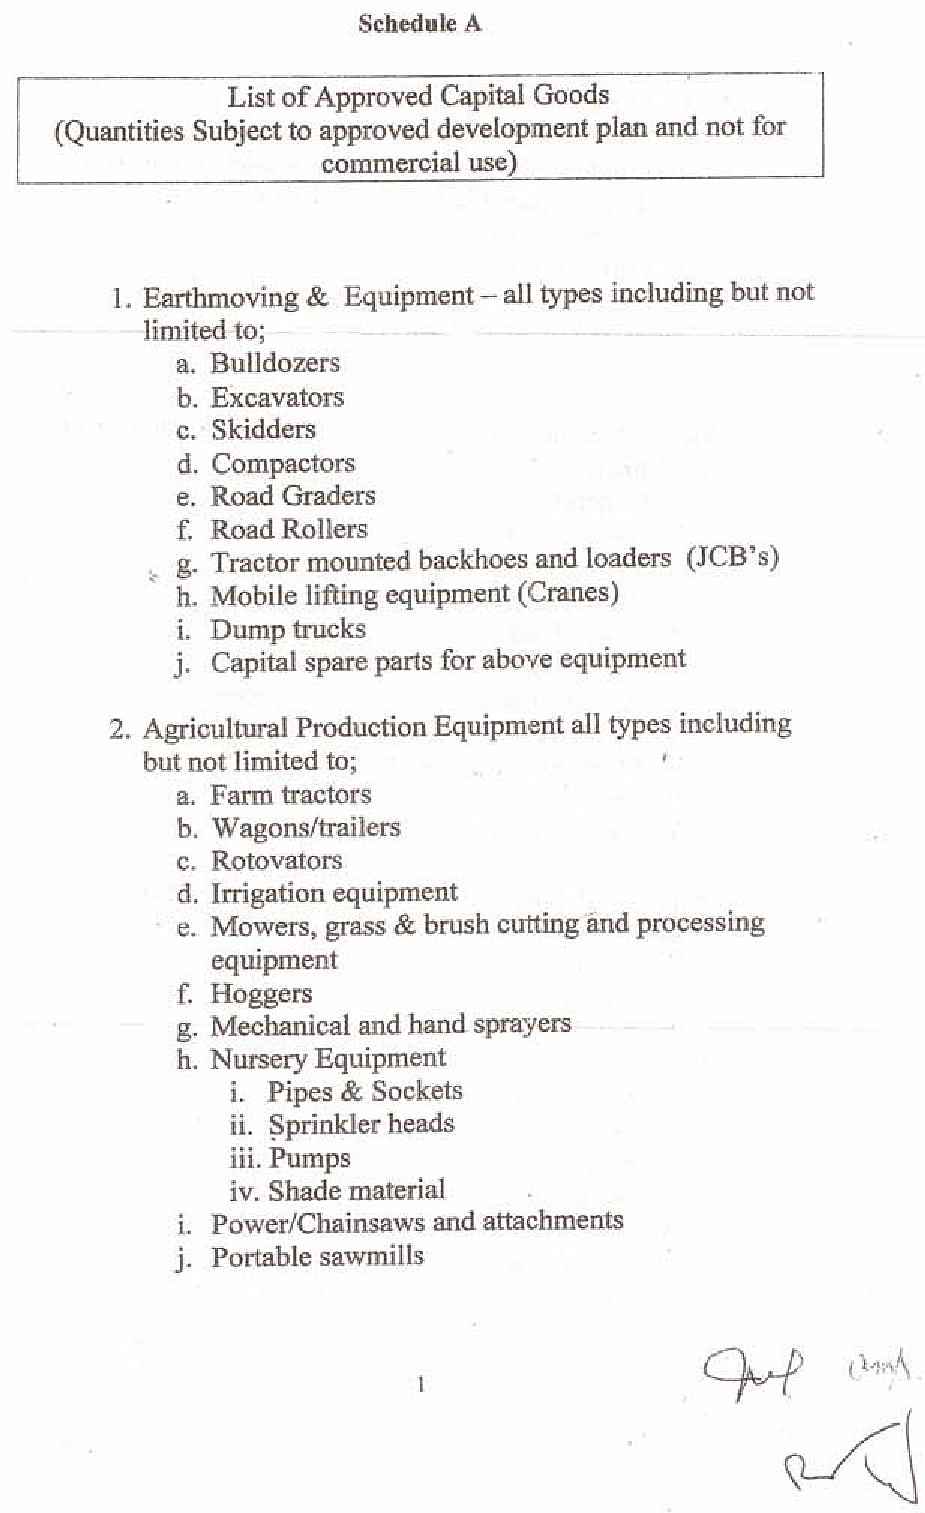 Schedule A
List of Approved Capital Goods
(Quantities Subject to approved development plan and not for
commercial use)
1. Earthmoving & Equipment – all types including but not
limited to;
a. Bulldozers
b. Excavators
c. Skidders
d. Compactors
e. Road Graders
f. Road Rollers
g. Tractor mounted backhoes and loaders (JCB's)
h. Mobile lifting equipment (Cranes)
i. Dump trucks
j. Capital spare parts for above equipment
2. Agricultural Production Equipment all types including
but not limited to;
a. Farm tractors
b. Wagons/trailers
c. Rotovators
d. Irrigation equipment
e. Mowers, grass & brush cutting and processing
equipment
f. Hoggers
g. Mechanical and hand sprayers
h. Nursery Equipment
i. Pipes & Sockets
ii. Sprinkler heads
iii. Pumps
iv. Shade material
i. Power/Chainsaws and attachments
j. Portable sawmills
1